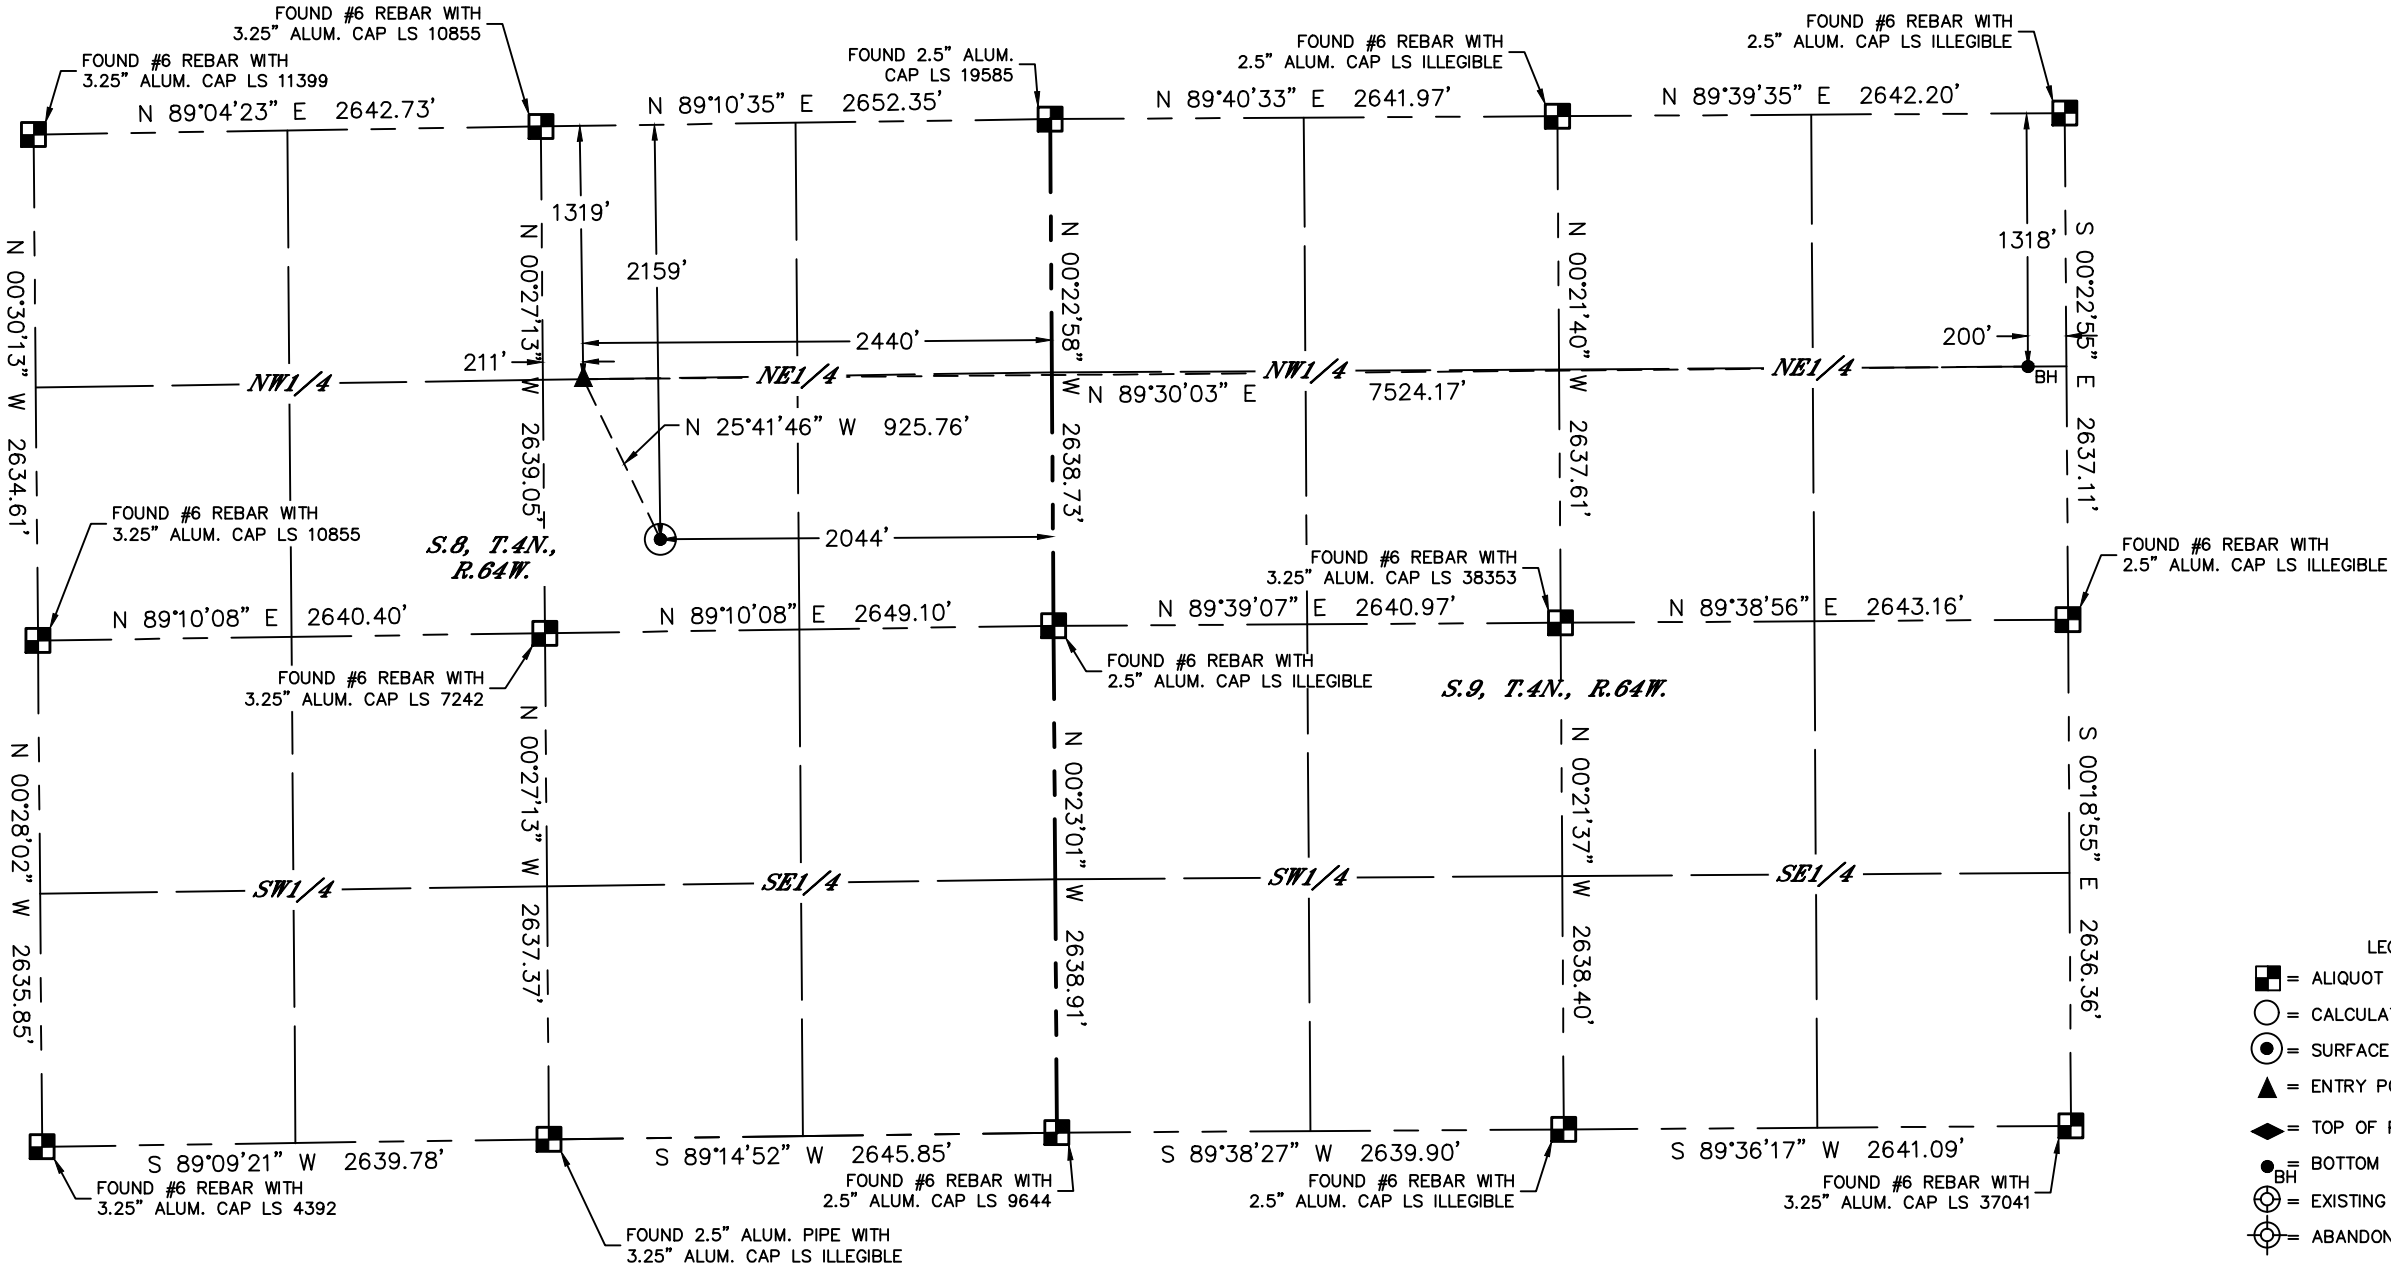 FOUND #6 REBAR WITH
3.25" ALUM. CAP LS 10855
FOUND #6 REBAR WITH
3.25" ALUM. CAP LS 11399
FOUND 2.5" ALUM.
CAP LS 19585
FOUND #6 REBAR WITH
2.5" ALUM. CAP LS ILLEGIBLE
FOUND #6 REBAR WITH
2.5" ALUM. CAP LS ILLEGIBLE
N 89°04'23" E 2642.73'
N 89°10'35" E 2652.35'
N 89°40'33" E 2641.97'
N 89°39'35" E 2642.20'
N 00°30'13" W 2634.61'
N 00°27'13" W 2639.05'
N 00°22'58" W 2638.73'
N 00°21'40" W 2637.61'
S 00°22'55" E 2637.11'
1319'
2159'
1318'
2440'
211'
200'
NW1/4
NE1/4
NW1/4
NE1/4
BH
N 89°30'03" E 7524.17'
N 25°41'46" W 925.76'
2044'
FOUND #6 REBAR WITH
3.25" ALUM. CAP LS 10855
S.8, T.4N.,
R.64W.
FOUND #6 REBAR WITH
3.25" ALUM. CAP LS 38353
FOUND #6 REBAR WITH
2.5" ALUM. CAP LS ILLEGIBLE
N 89°10'08" E 2640.40'
N 89°10'08" E 2649.10'
N 89°39'07" E 2640.97'
N 89°38'56" E 2643.16'
FOUND #6 REBAR WITH
3.25" ALUM. CAP LS 7242
FOUND #6 REBAR WITH
2.5" ALUM. CAP LS ILLEGIBLE
S.9, T.4N., R.64W.
N 00°28'02" W 2635.85'
N 00°27'13" W 2637.37'
N 00°23'01" W 2638.91'
N 00°21'37" W 2638.40'
S 00°18'55" E 2636.36'
SW1/4
SE1/4
SW1/4
SE1/4
S 89°09'21" W 2639.78'
S 89°14'52" W 2645.85'
S 89°38'27" W 2639.90'
S 89°36'17" W 2641.09'
FOUND #6 REBAR WITH
3.25" ALUM. CAP LS 4392
FOUND 2.5" ALUM. PIPE WITH
3.25" ALUM. CAP LS ILLEGIBLE
FOUND #6 REBAR WITH
2.5" ALUM. CAP LS 9644
FOUND #6 REBAR WITH
2.5" ALUM. CAP LS ILLEGIBLE
FOUND #6 REBAR WITH
3.25" ALUM. CAP LS 37041
= ALIQUOT
= SURFACE
= ENTRY
= TOP OF
BH = BOTTOM
= EXISTING